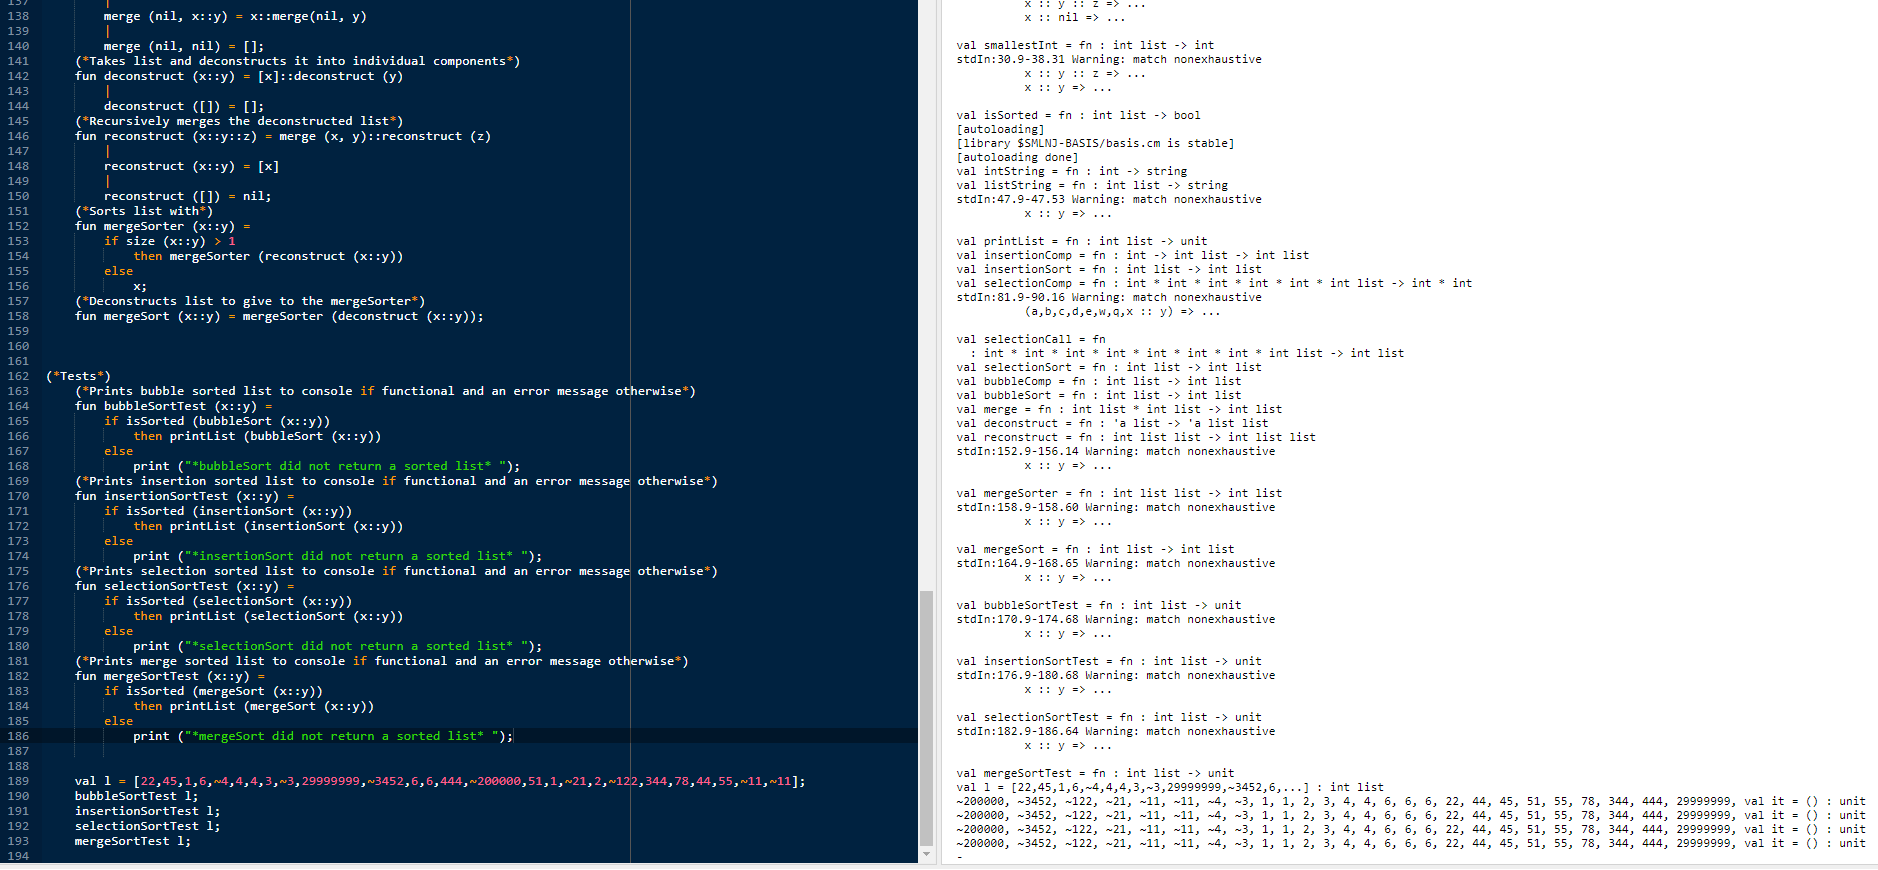 137 |
138 merge (nil, x::y) = x::merge(nil, y)
139 |
140 merge (nil, nil) = [];
141 (*Takes list and deconstructs it into individual components*)
142 fun deconstruct (x::y) = [x]::deconstruct (y)
143 |
144 deconstruct ([]) = [];
145 (*Recursively merges the deconstructed list*)
146 fun reconstruct (x::y::z) = merge (x, y)::reconstruct (z)
147 |
148 reconstruct (x::y) = [x]
149 |
150 reconstruct ([]) = nil;
151 (*Sorts list with*)
152 fun mergeSorter (x::y) =
153 if size (x::y) > 1
154 then mergeSorter (reconstruct (x::y))
155 else
156 x;
157 (*Deconstructs list to give to the mergeSorter*)
158 fun mergeSort (x::y) = mergeSorter (deconstruct (x::y));
159
160
161
162 (*Tests*)
163 (*Prints bubble sorted list to console if functional and an error message otherwise*)
164 fun bubbleSortTest (x::y) =
165 if isSorted (bubbleSort (x::y))
166 then printList (bubbleSort (x::y))
167 else
168 print ("*bubbleSort did not return a sorted list* ");
169 (*Prints insertion sorted list to console if functional and an error message otherwise*)
170 fun insertionSortTest (x::y) =
171 if isSorted (insertionSort (x::y))
172 then printList (insertionSort (x::y))
173 else
174 print ("*insertionSort did not return a sorted list* ");
175 (*Prints selection sorted list to console if functional and an error message otherwise*)
176 fun selectionSortTest (x::y) =
177 if isSorted (selectionSort (x::y))
178 then printList (selectionSort (x::y))
179 else
180 print ("*selectionSort did not return a sorted list* ");
181 (*Prints merge sorted list to console if functional and an error message otherwise*)
182 fun mergeSortTest (x::y) =
183 if isSorted (mergeSort (x::y))
184 then printList (mergeSort (x::y))
185 else
186 print ("*mergeSort did not return a sorted list* ");
187
188
189 val l = [22,45,1,6,~4,4,4,3,~3,29999999,~3452,6,6,444,~200000,51,1,~21,2,~122,344,78,44,55,~11,~11];
190 bubbleSortTest l;
191 insertionSortTest l;
192 selectionSortTest l;
193 mergeSortTest l;
194
x :: y :: z => ...
x :: nil => ...
val smallestInt = fn : int list -> int
stdIn:30.9-38.31 Warning: match nonexhaustive
x :: y :: z => ...
x :: y => ...
val isSorted = fn : int list -> bool
[autoloading]
[library $SMLNJ-BASIS/basis.cm is stable]
[autoloading done]
val intString = fn : int -> string
val listString = fn : int list -> string
stdIn:47.9-47.53 Warning: match nonexhaustive
x :: y => ...
val printList = fn : int list -> unit
val insertionComp = fn : int -> int list -> int list
val insertionSort = fn : int list -> int list
val selectionComp = fn : int * int * int * int * int * int list -> int * int
stdIn:81.9-90.16 Warning: match nonexhaustive
(a,b,c,d,e,w,q,x :: y) => ...
val selectionCall = fn
: int * int * int * int * int * int * int * int list -> int list
val selectionSort = fn : int list -> int list
val bubbleComp = fn : int list -> int list
val bubbleSort = fn : int list -> int list
val merge = fn : int list * int list -> int list
val deconstruct = fn : 'a list -> 'a list list
val reconstruct = fn : int list list -> int list list
stdIn:152.9-156.14 Warning: match nonexhaustive
x :: y => ...
val mergeSorter = fn : int list list -> int list
stdIn:158.9-158.60 Warning: match nonexhaustive
x :: y => ...
val mergeSort = fn : int list -> int list
stdIn:164.9-168.65 Warning: match nonexhaustive
x :: y => ...
val bubbleSortTest = fn : int list -> unit
stdIn:170.9-174.68 Warning: match nonexhaustive
x :: y => ...
val insertionSortTest = fn : int list -> unit
stdIn:176.9-180.68 Warning: match nonexhaustive
x :: y => ...
val selectionSortTest = fn : int list -> unit
stdIn:182.9-186.64 Warning: match nonexhaustive
x :: y => ...
val mergeSortTest = fn : int list -> unit
val l = [22,45,1,6,~4,4,4,3,~3,29999999,~3452,6,...] : int list
~200000, ~3452, ~122, ~21, ~11, ~11, ~4, ~3, 1, 1, 2, 3, 4, 4, 6, 6, 6, 22, 44, 45, 51, 55, 78, 344, 444, 29999999, val it = () : unit
~200000, ~3452, ~122, ~21, ~11, ~11, ~4, ~3, 1, 1, 2, 3, 4, 4, 6, 6, 6, 22, 44, 45, 51, 55, 78, 344, 444, 29999999, val it = () : unit
~200000, ~3452, ~122, ~21, ~11, ~11, ~4, ~3, 1, 1, 2, 3, 4, 4, 6, 6, 6, 22, 44, 45, 51, 55, 78, 344, 444, 29999999, val it = () : unit
~200000, ~3452, ~122, ~21, ~11, ~11, ~4, ~3, 1, 1, 2, 3, 4, 4, 6, 6, 6, 22, 44, 45, 51, 55, 78, 344, 444, 29999999, val it = () : unit
-